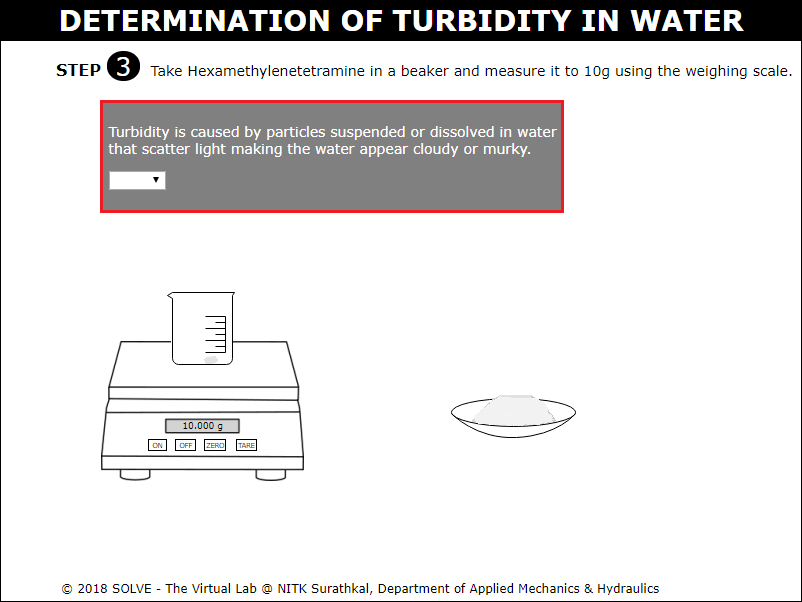 DETERMINATION OF TURBIDITY IN WATER
STEP 3 Take Hexamethylenetetramine in a beaker and measure it to 10g using the weighing scale.
Turbidity is caused by particles suspended or dissolved in water
that scatter light making the water appear cloudy or murky.
10.000 g
ON OFF ZERO TARE
© 2018 SOLVE - The Virtual Lab @ NITK Surathkal, Department of Applied Mechanics & Hydraulics